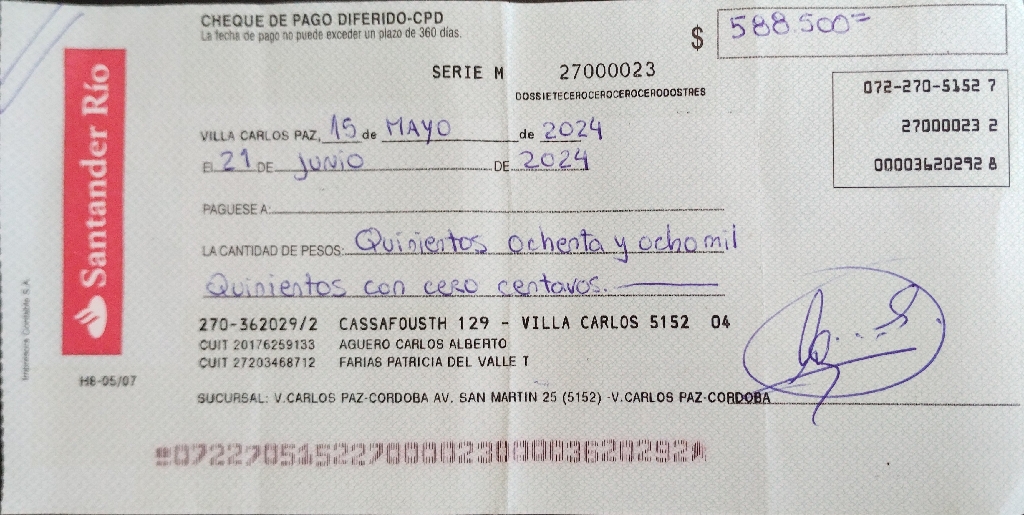 CHEQUE DE PAGO DIFERIDO-CPD
La fecha de pago no puede exceder un plazo de 360 días.
$ 588.500=
SERIE M 27000023
DOSSIETECEROCEROCEROCERODOSTRES
072-270-5152 7
27000023 2
00003620292 8
VILLA CARLOS PAZ, 15 de MAYO de 2024
EL 21 DE JUNIO DE 2024
PAGUESE A:
LA CANTIDAD DE PESOS: Quinientos ochenta y ocho mil
Quinientos con cero centavos.
270-362029/2 CASSAFOUSTH 129 - VILLA CARLOS 5152 04
CUIT 20176259133 AGUERO CARLOS ALBERTO
CUIT 27203468712 FARIAS PATRICIA DEL VALLE T
SUCURSAL: V.CARLOS PAZ-CORDOBA AV. SAN MARTIN 25 (5152) -V.CARLOS PAZ-CORDOBA
07227051522700002300003620292
Santander Río
Impresora Contable S.A.
H6-05/07